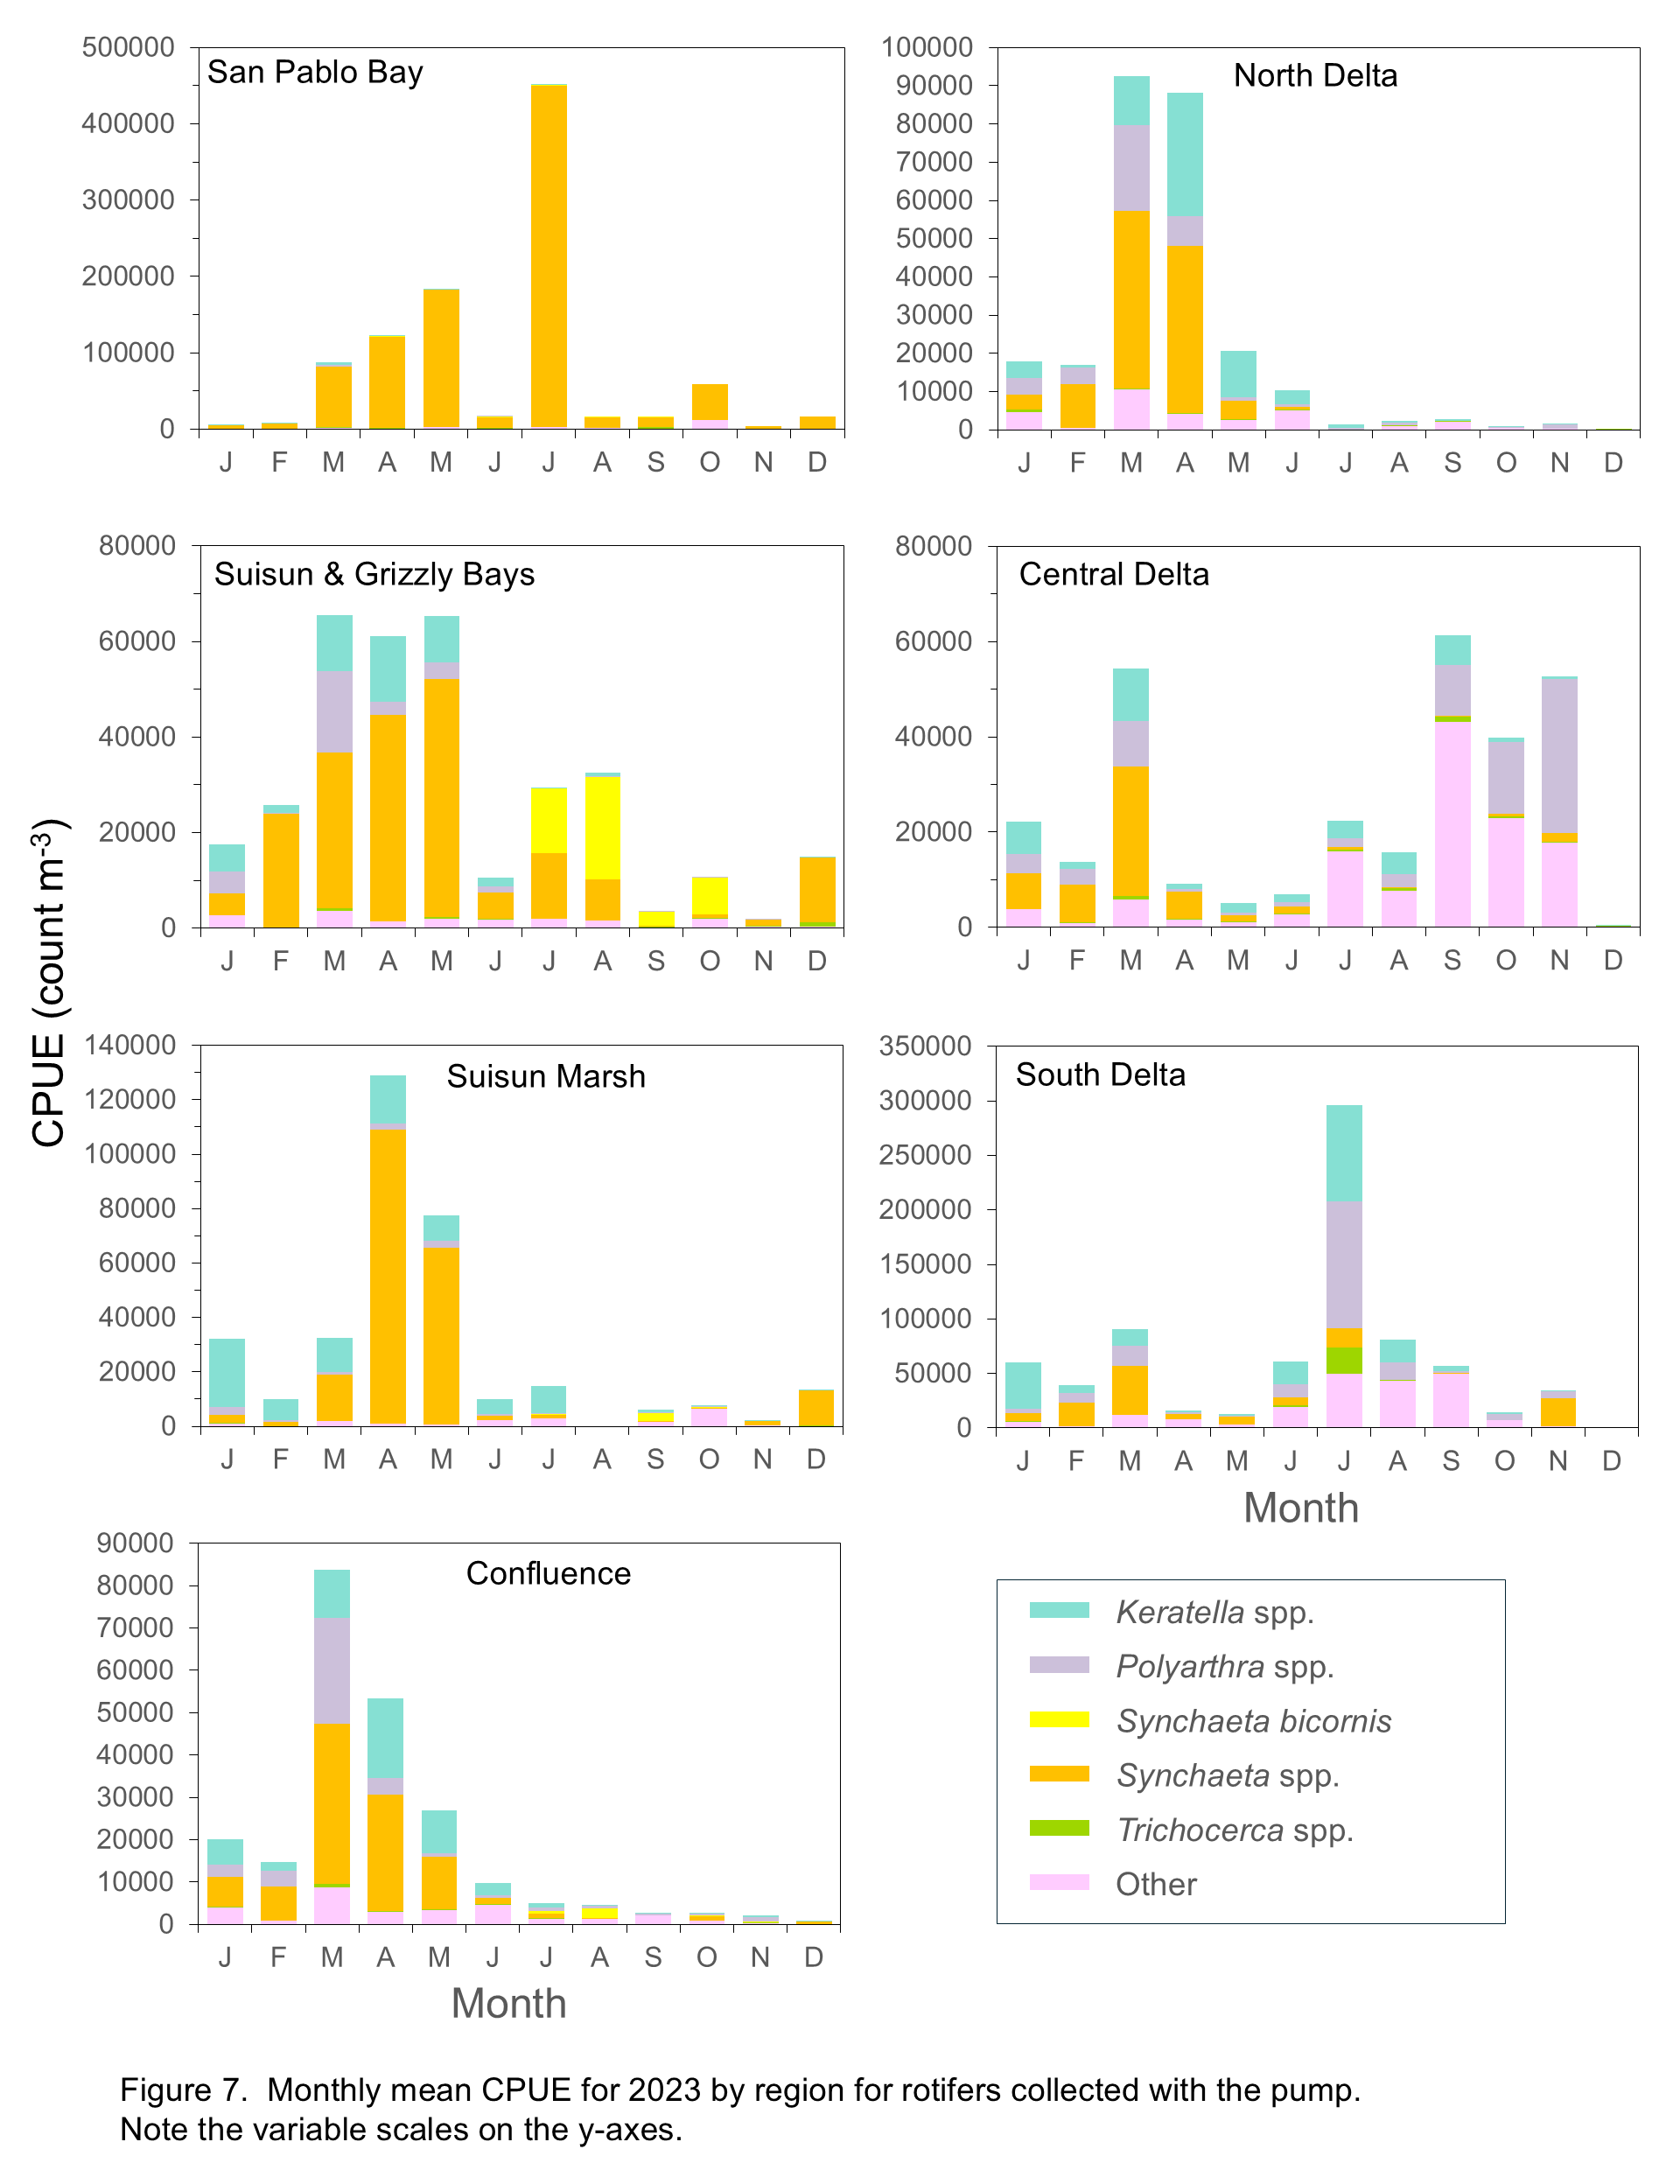 San Pablo Bay
500000
400000
300000
200000
100000
0
J F M A M J J A S O N D
North Delta
100000
90000
80000
70000
60000
50000
40000
30000
20000
10000
0
J F M A M J J A S O N D
Suisun & Grizzly Bays
80000
60000
40000
20000
0
J F M A M J J A S O N D
Central Delta
80000
60000
40000
20000
0
J F M A M J J A S O N D
CPUE (count m-3)
Suisun Marsh
140000
120000
100000
80000
60000
40000
20000
0
J F M A M J J A S O N D
South Delta
350000
300000
250000
200000
150000
100000
50000
0
J F M A M J J A S O N D
Month
Confluence
90000
80000
70000
60000
50000
40000
30000
20000
10000
0
J F M A M J J A S O N D
Month
Keratella spp.
Polyarthra spp.
Synchaeta bicornis
Synchaeta spp.
Trichocerca spp.
Other
Figure 7. Monthly mean CPUE for 2023 by region for rotifers collected with the pump.
Note the variable scales on the y-axes.